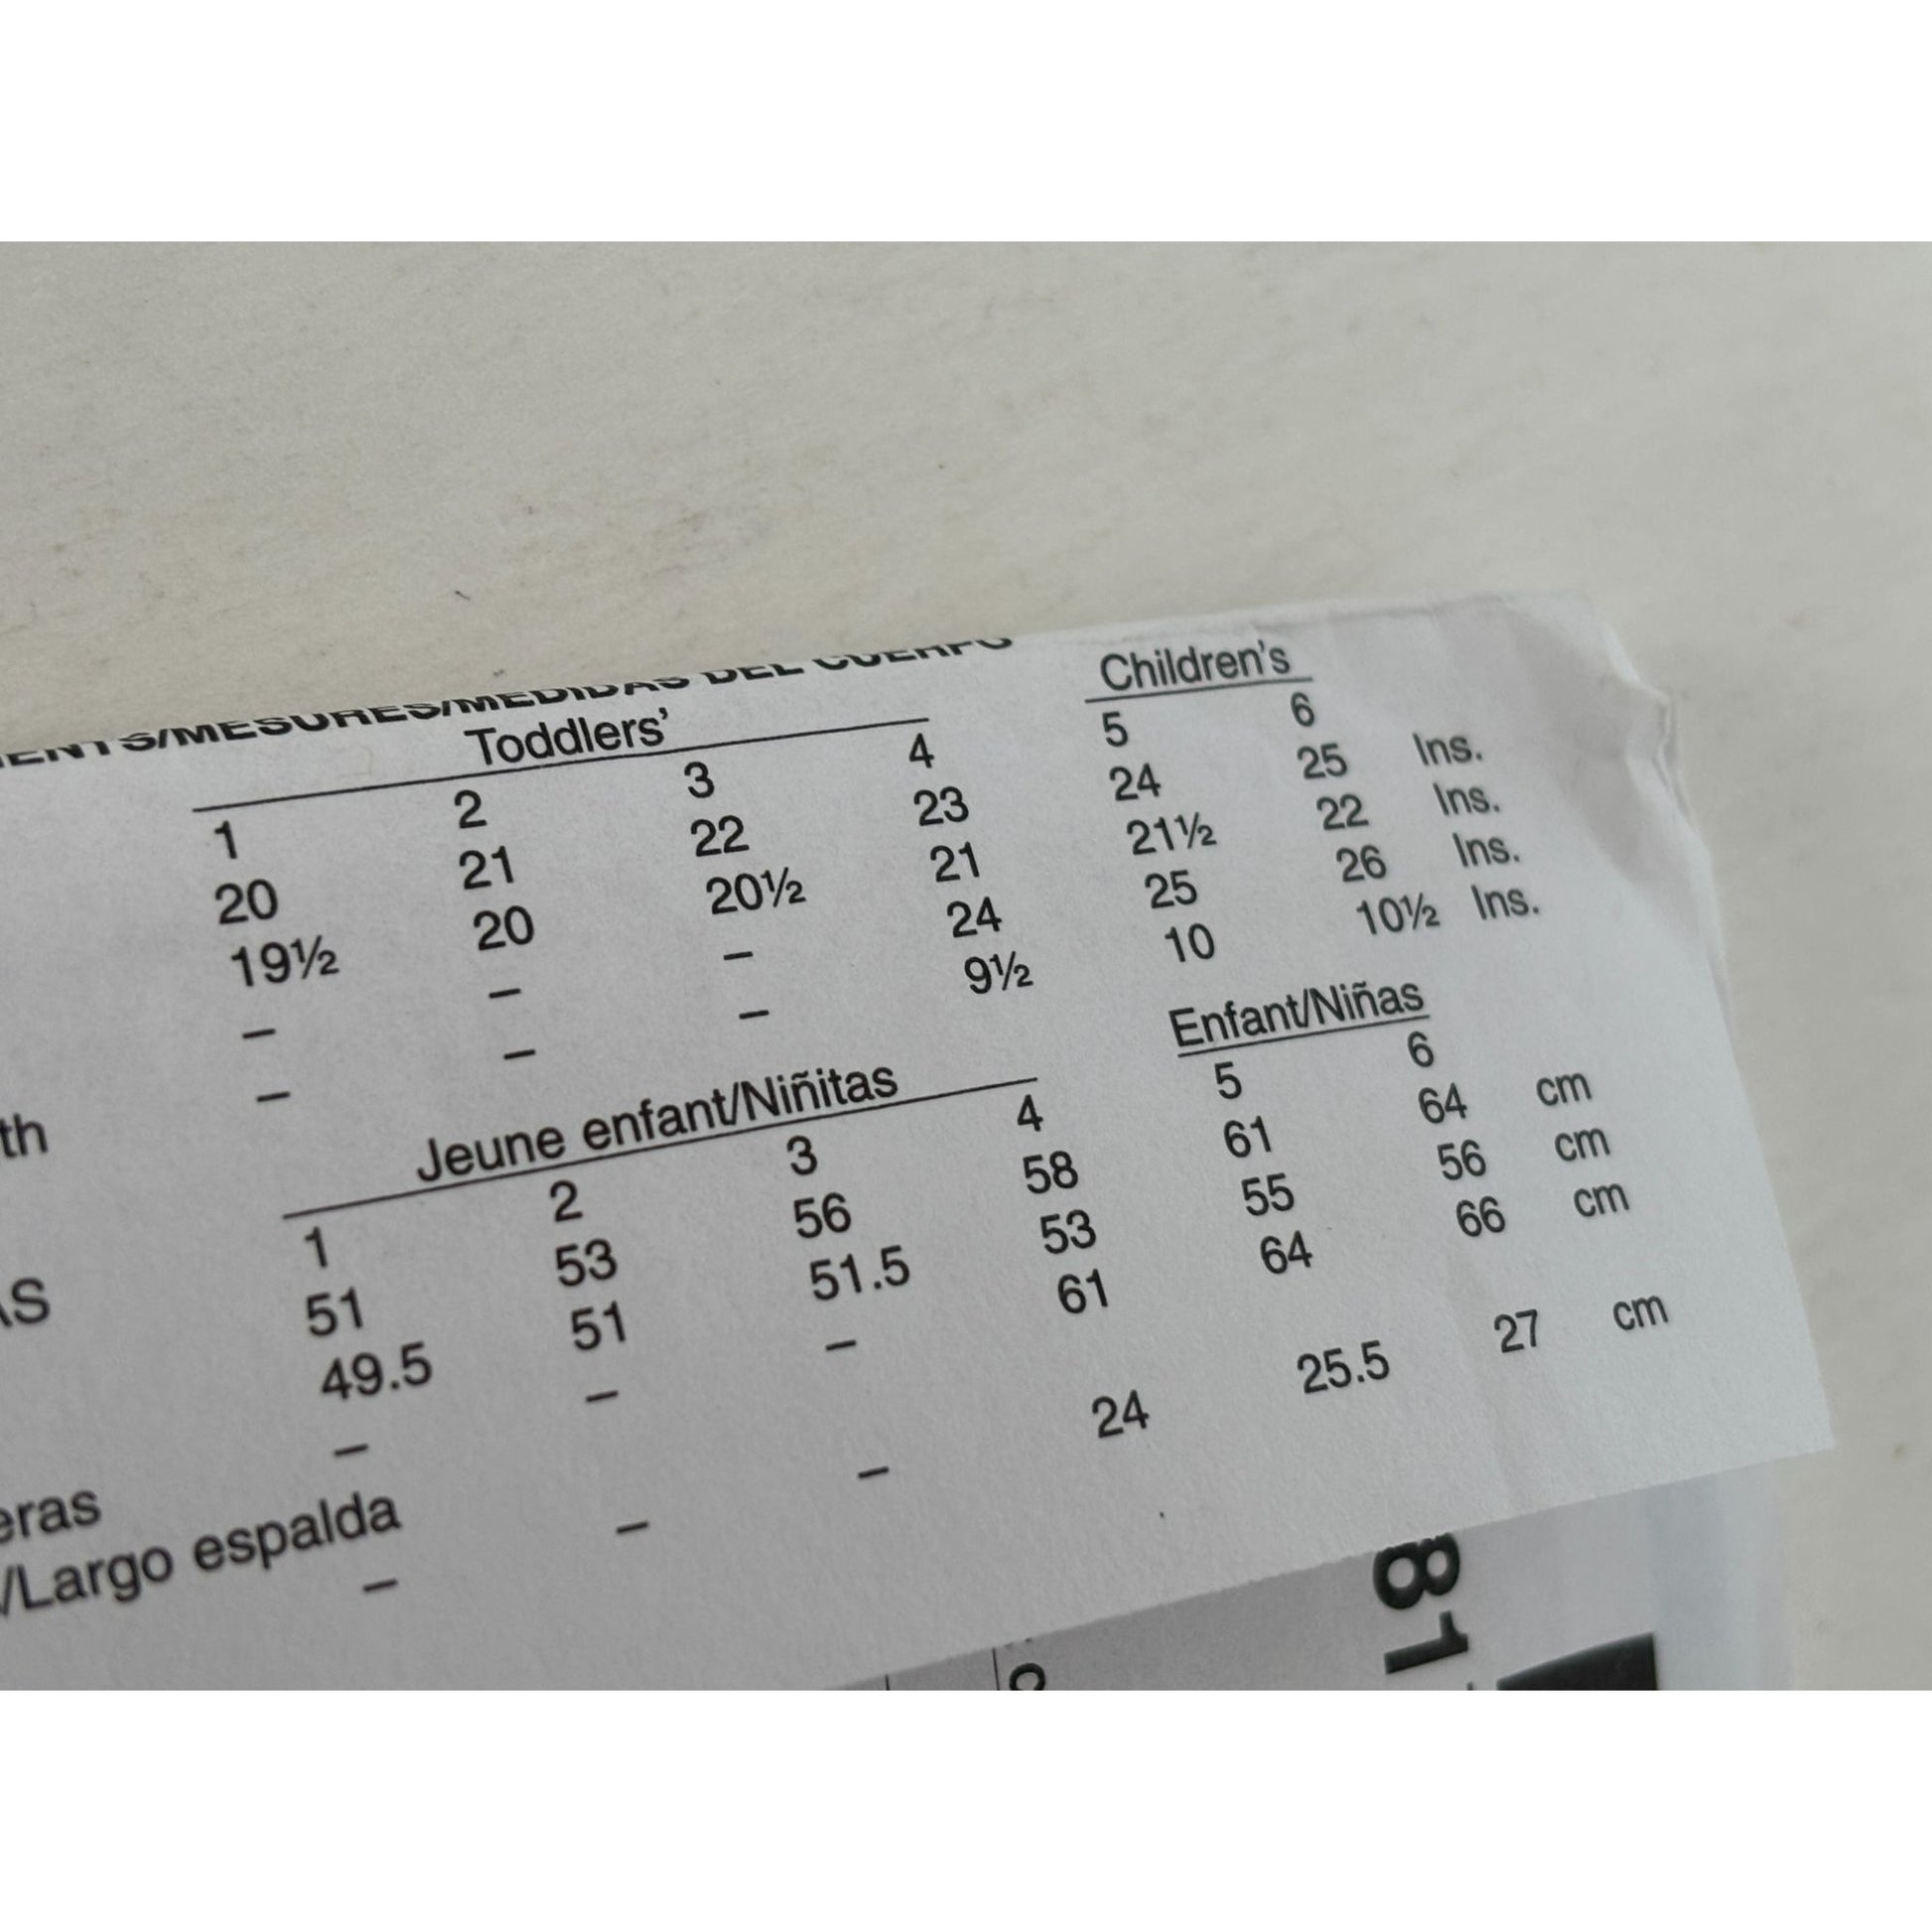 MENTS/MESURES/MEDIDAS DEL CUERPO
Toddlers' Children's
1 2 3 4 5 6
20 21 22 23 24 25 Ins.
19½ 20 20½ 21 21½ 22 Ins.
– – – 24 25 26 Ins.
th – – – 9½ 10 10½ Ins.
Jeune enfant/Niñitas Enfant/Niñas
AS 1 2 3 4 5 6
51 53 56 58 61 64 cm
49.5 51 51.5 53 55 56 cm
eras – – – 61 64 66 cm
/Largo espalda
– – – 24 25.5 27 cm
81